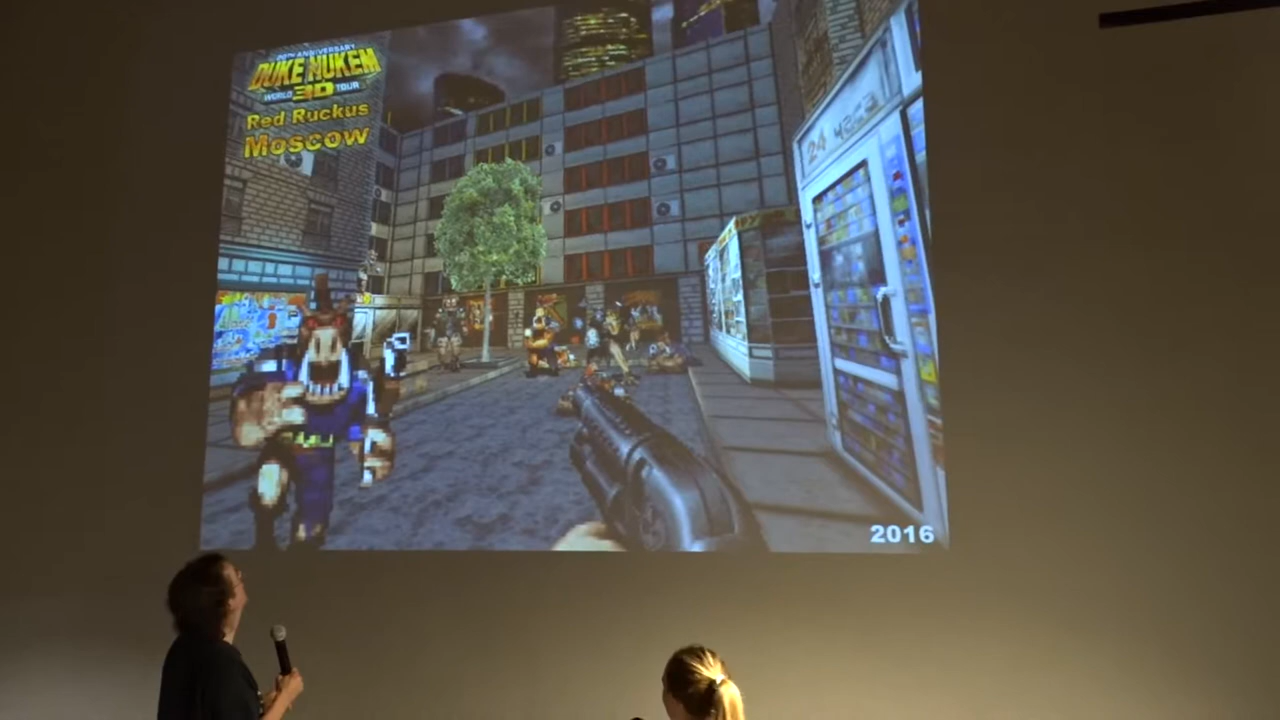 20TH ANNIVERSARY
DUKE NUKEM
3D
WORLD TOUR
Red Ruckus
Moscow
24 часа
2016